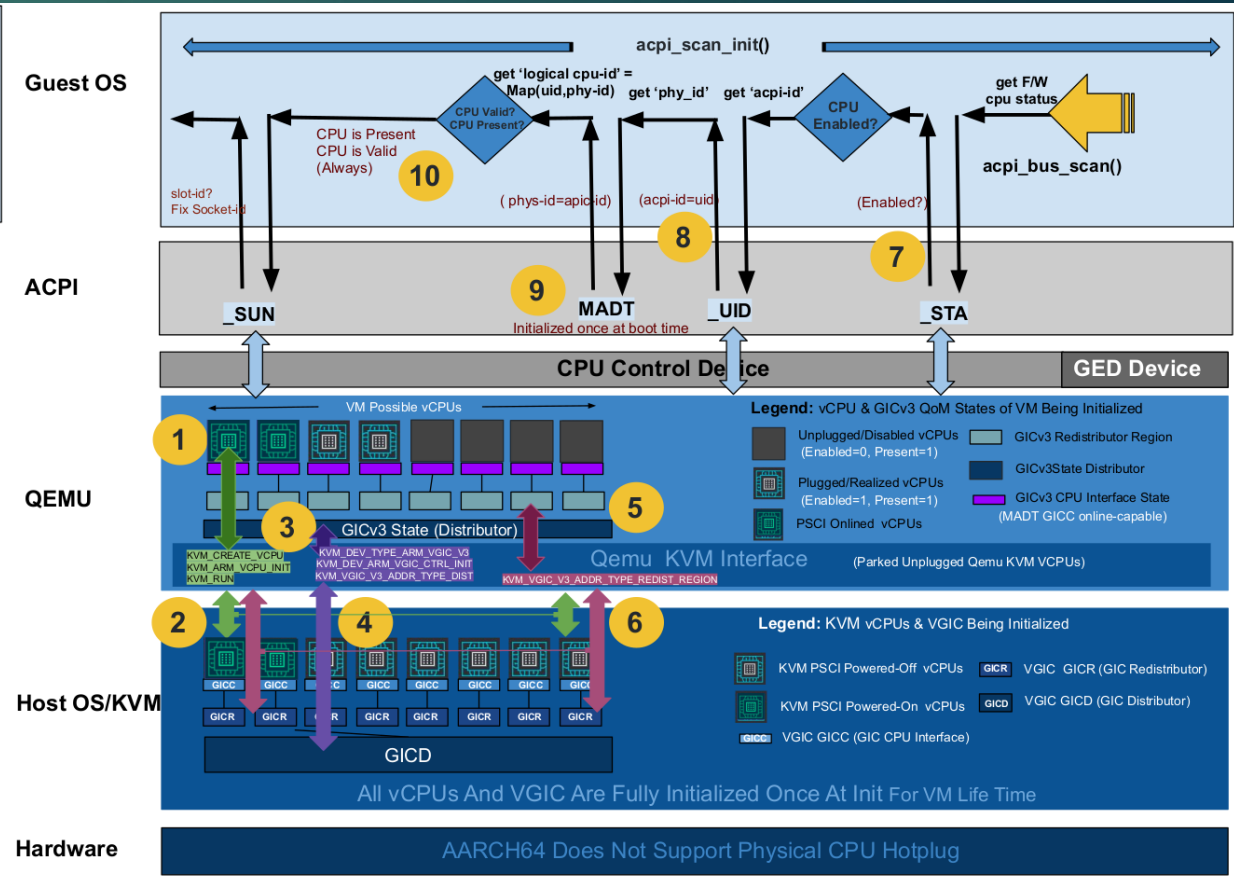 Guest OS
acpi_scan_init()
get 'logical cpu-id' =
Map(uid,phy-id)
get 'phy_id'
get 'acpi-id'
get F/W
cpu status
CPU Valid?
CPU Present?
CPU
Enabled?
acpi_bus_scan()
CPU is Present
CPU is Valid
(Always)
10
slot-id?
Fix Socket-id
( phys-id=apic-id)
(acpi-id=uid)
(Enabled?)
8
7
ACPI
9
_SUN
MADT
_UID
_STA
Initialized once at boot time
CPU Control Device
GED Device
QEMU
VM Possible vCPUs
1
Legend: vCPU & GICv3 QoM States of VM Being Initialized
Unplugged/Disabled vCPUs
(Enabled=0, Present=1)
GICv3 Redistributor Region
GICv3State Distributor
Plugged/Realized vCPUs
(Enabled=1, Present=1)
GICv3 CPU Interface State
(MADT GICC online-capable)
PSCI Onlined vCPUs
3
GICv3 State (Distributor)
5
KVM_CREATE_VCPU
KVM_ARM_VCPU_INIT
KVM_RUN
KVM_DEV_TYPE_ARM_VGIC_V3
KVM_DEV_ARM_VGIC_CTRL_INIT
KVM_VGIC_V3_ADDR_TYPE_DIST
KVM_VGIC_V3_ADDR_TYPE_REDIST_REGION
Qemu KVM Interface
(Parked Unplugged Qemu KVM VCPUs)
Host OS/KVM
2
4
6
Legend: KVM vCPUs & VGIC Being Initialized
KVM PSCI Powered-Off vCPUs
GICR
VGIC GICR (GIC Redistributor)
KVM PSCI Powered-On vCPUs
GICD
VGIC GICD (GIC Distributor)
GICC
VGIC GICC (GIC CPU Interface)
GICC GICC GICC GICC GICC GICC GICC GICC
GICR GICR GICR GICR GICR GICR GICR GICR
GICD
All vCPUs And VGIC Are Fully Initialized Once At Init For VM Life Time
Hardware
AARCH64 Does Not Support Physical CPU Hotplug